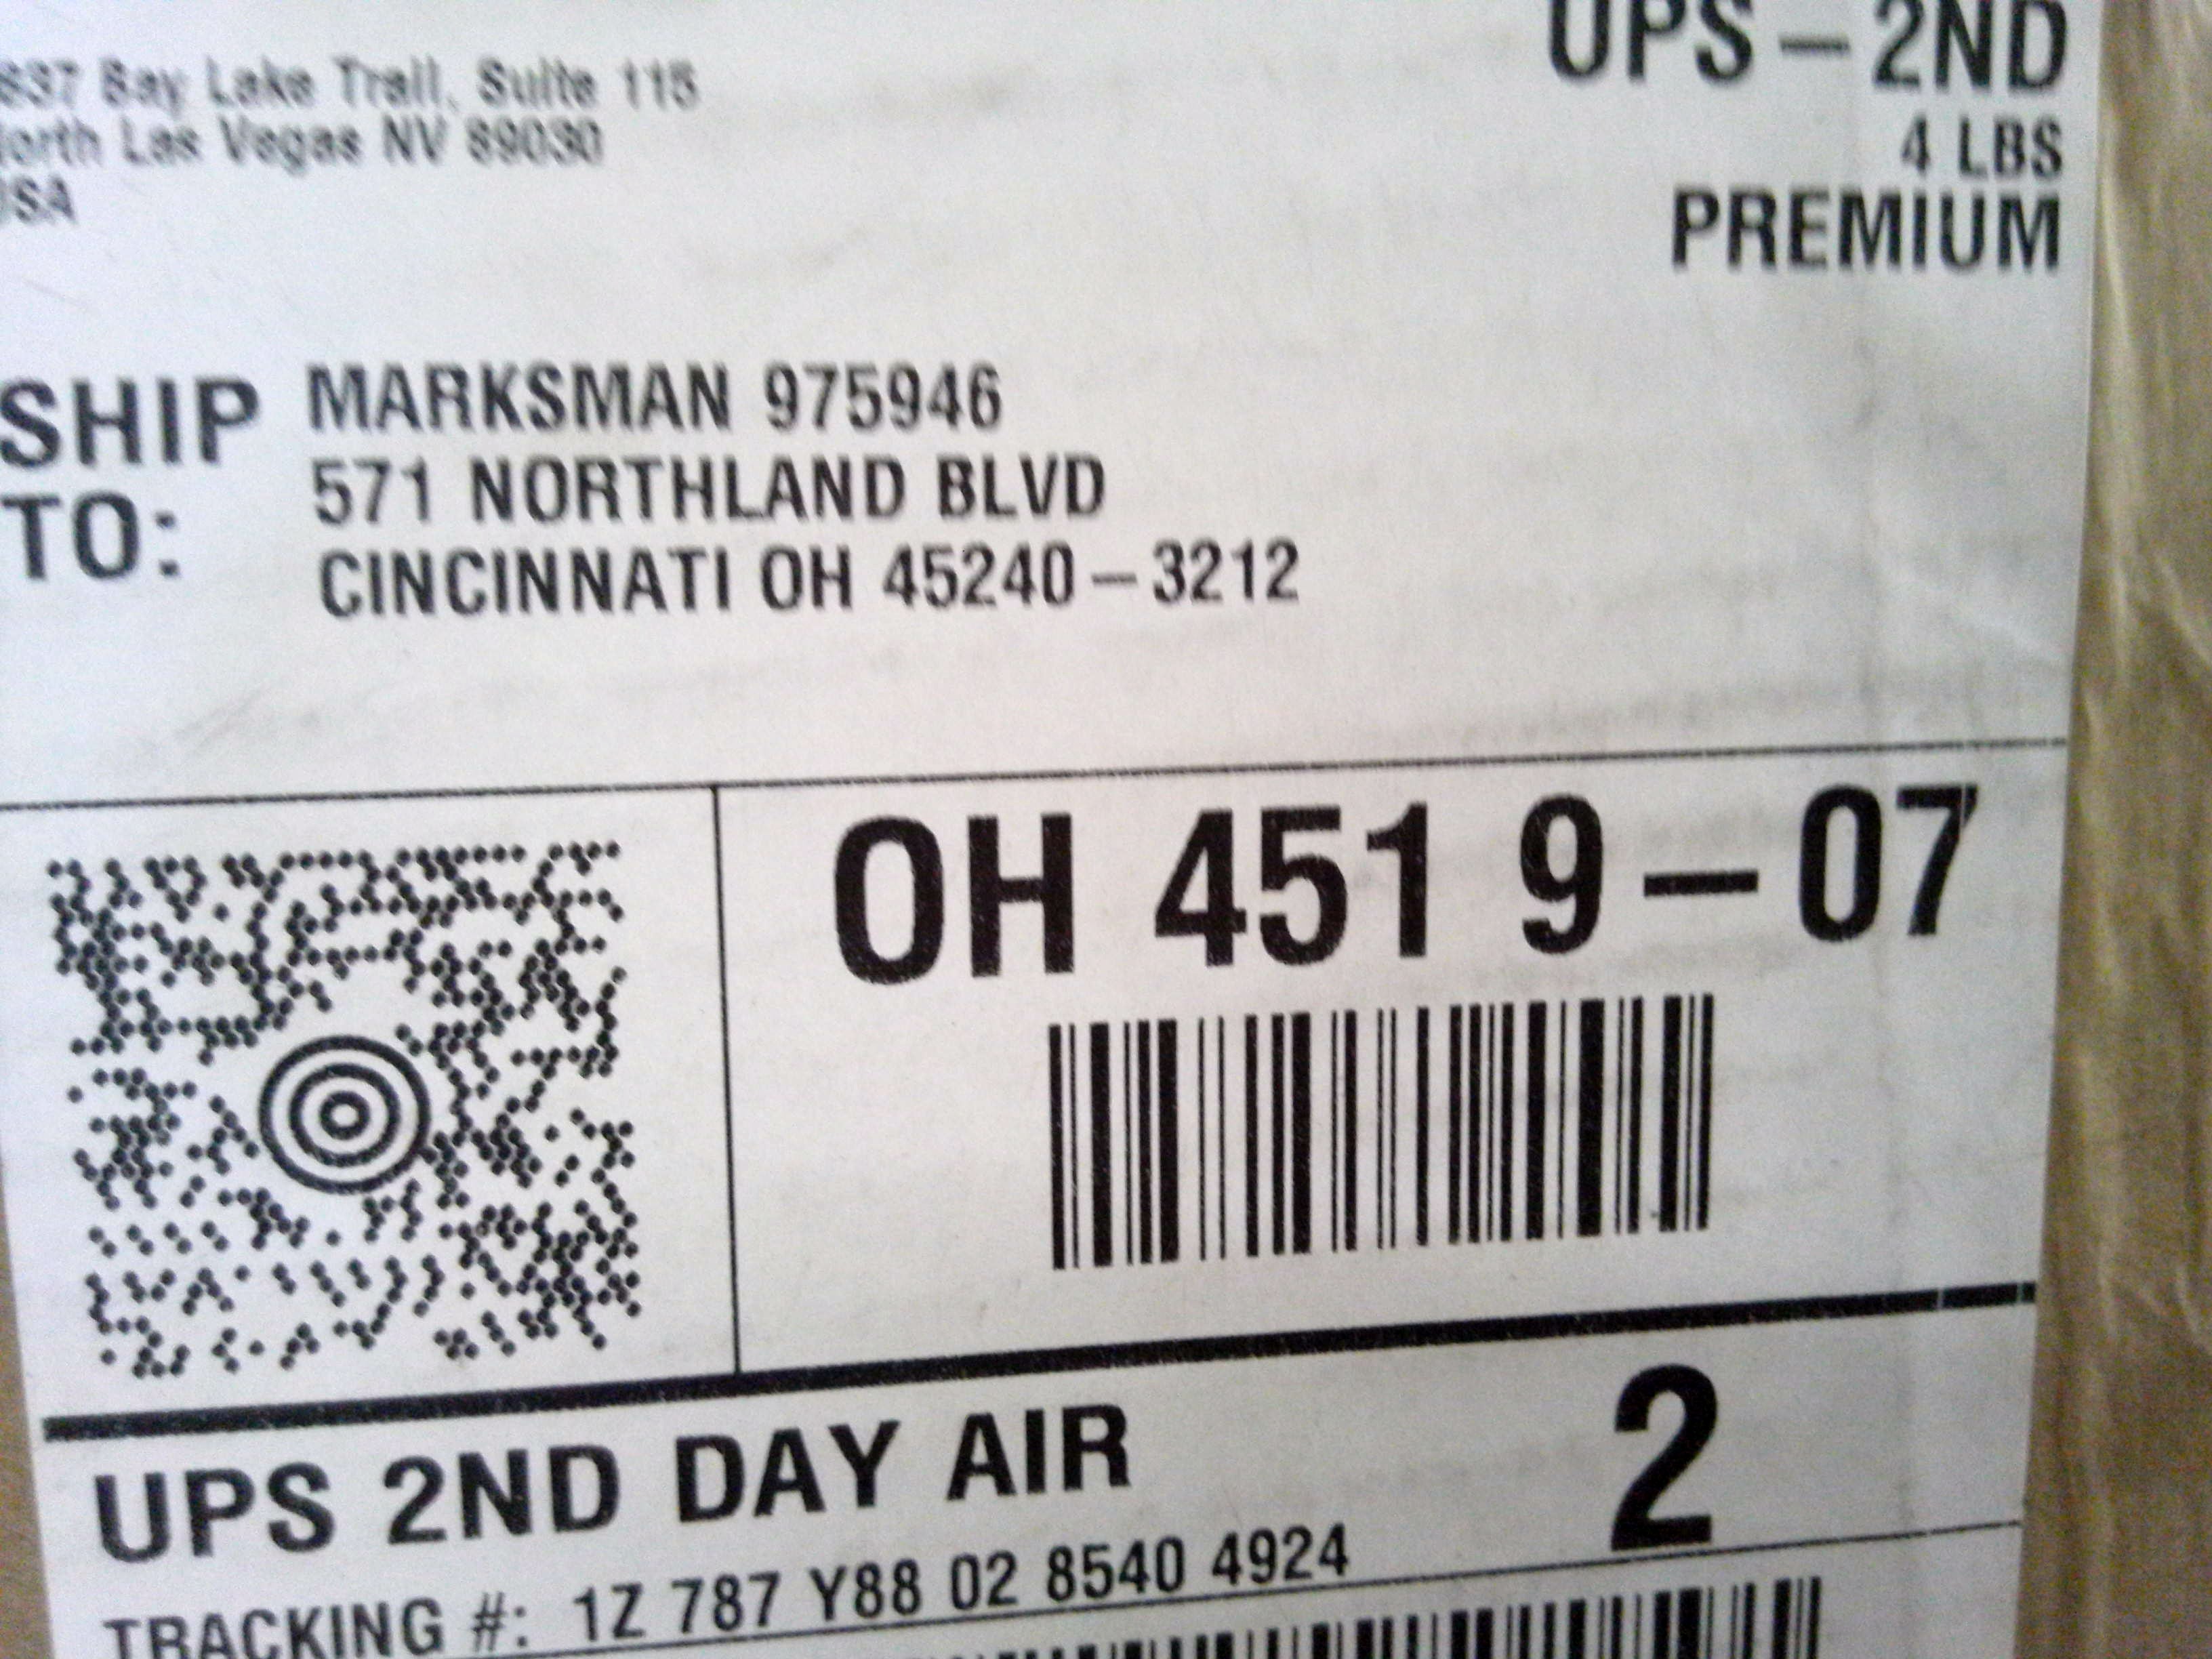 Bay Lake Trail, Suite 115
Las Vegas NV 89030
UPS – 2ND
4 LBS
PREMIUM
SHIP TO:
MARKSMAN 975946
571 NORTHLAND BLVD
CINCINNATI OH 45240 – 3212
OH 451 9 – 07
UPS 2ND DAY AIR
2
TRACKING #: 1Z 787 Y88 02 8540 4924